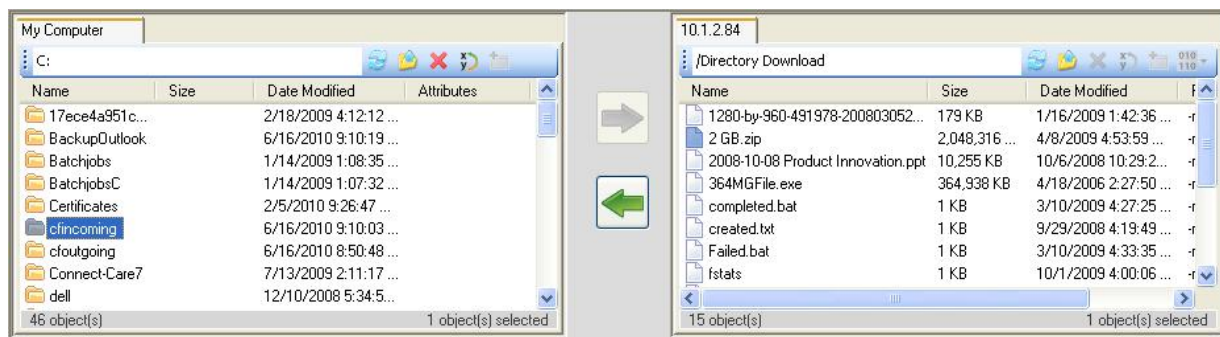 My Computer
C:
Name Size Date Modified Attributes
17ece4a951c... 2/18/2009 4:12:12 ...
BackupOutlook 6/16/2010 9:10:19 ...
Batchjobs 1/14/2009 1:08:35 ...
BatchjobsC 1/14/2009 1:07:32 ...
Certificates 2/5/2010 9:26:47 ...
cfincoming 6/16/2010 9:10:03 ...
cfoutgoing 6/16/2010 8:50:48 ...
Connect-Care7 7/13/2009 2:11:17 ...
dell 12/10/2008 5:34:5...
46 object(s) 1 object(s) selected
10.1.2.84
/Directory Download
Name Size Date Modified
1280-by-960-491978-200803052... 179 KB 1/16/2009 1:42:36 ...
2 GB.zip 2,048,316 ... 4/8/2009 4:53:59 ...
2008-10-08 Product Innovation.ppt 10,255 KB 10/6/2008 10:29:2...
364MGFile.exe 364,938 KB 4/18/2006 2:27:50 ...
completed.bat 1 KB 3/10/2009 4:27:25 ...
created.txt 1 KB 9/29/2008 4:19:49 ...
Failed.bat 1 KB 3/10/2009 4:33:35 ...
fstats 1 KB 10/1/2009 4:00:06 ...
15 object(s) 1 object(s) selected